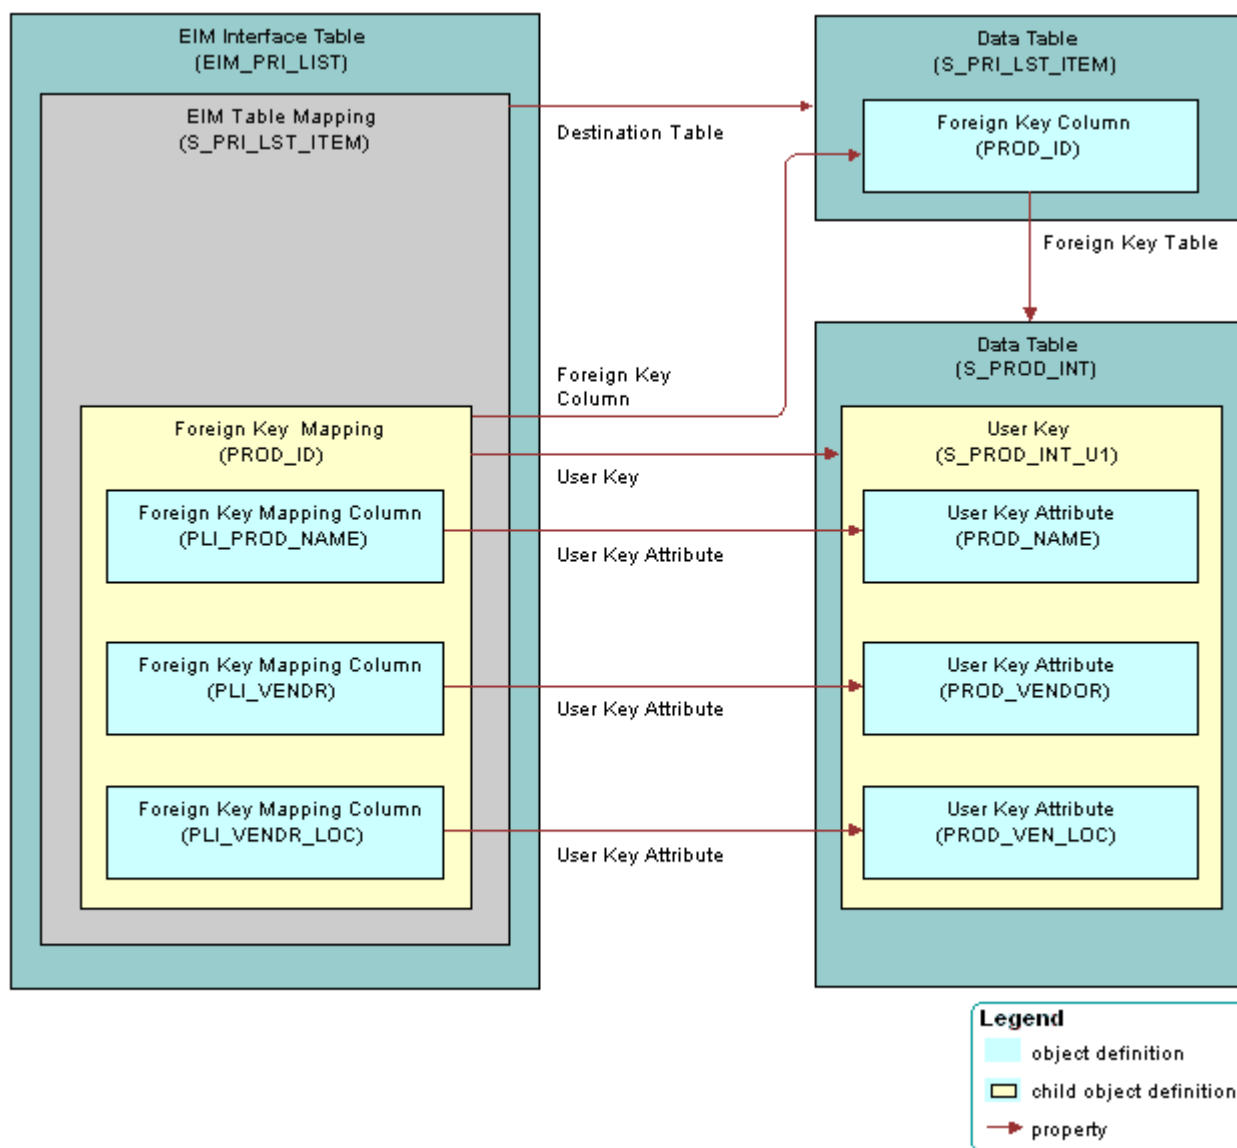 EIM Interface Table
(EIM_PRI_LIST)
EIM Table Mapping
(S_PRI_LST_ITEM)
Foreign Key Mapping
(PROD_ID)
Foreign Key Mapping Column
(PLI_PROD_NAME)
Foreign Key Mapping Column
(PLI_VENDR)
Foreign Key Mapping Column
(PLI_VENDR_LOC)
Destination Table
Foreign Key
Column
User Key
User Key Attribute
User Key Attribute
User Key Attribute
Data Table
(S_PRI_LST_ITEM)
Foreign Key Column
(PROD_ID)
Foreign Key Table
Data Table
(S_PROD_INT)
User Key
(S_PROD_INT_U1)
User Key Attribute
(PROD_NAME)
User Key Attribute
(PROD_VENDOR)
User Key Attribute
(PROD_VEN_LOC)
Legend
object definition
child object definition
property